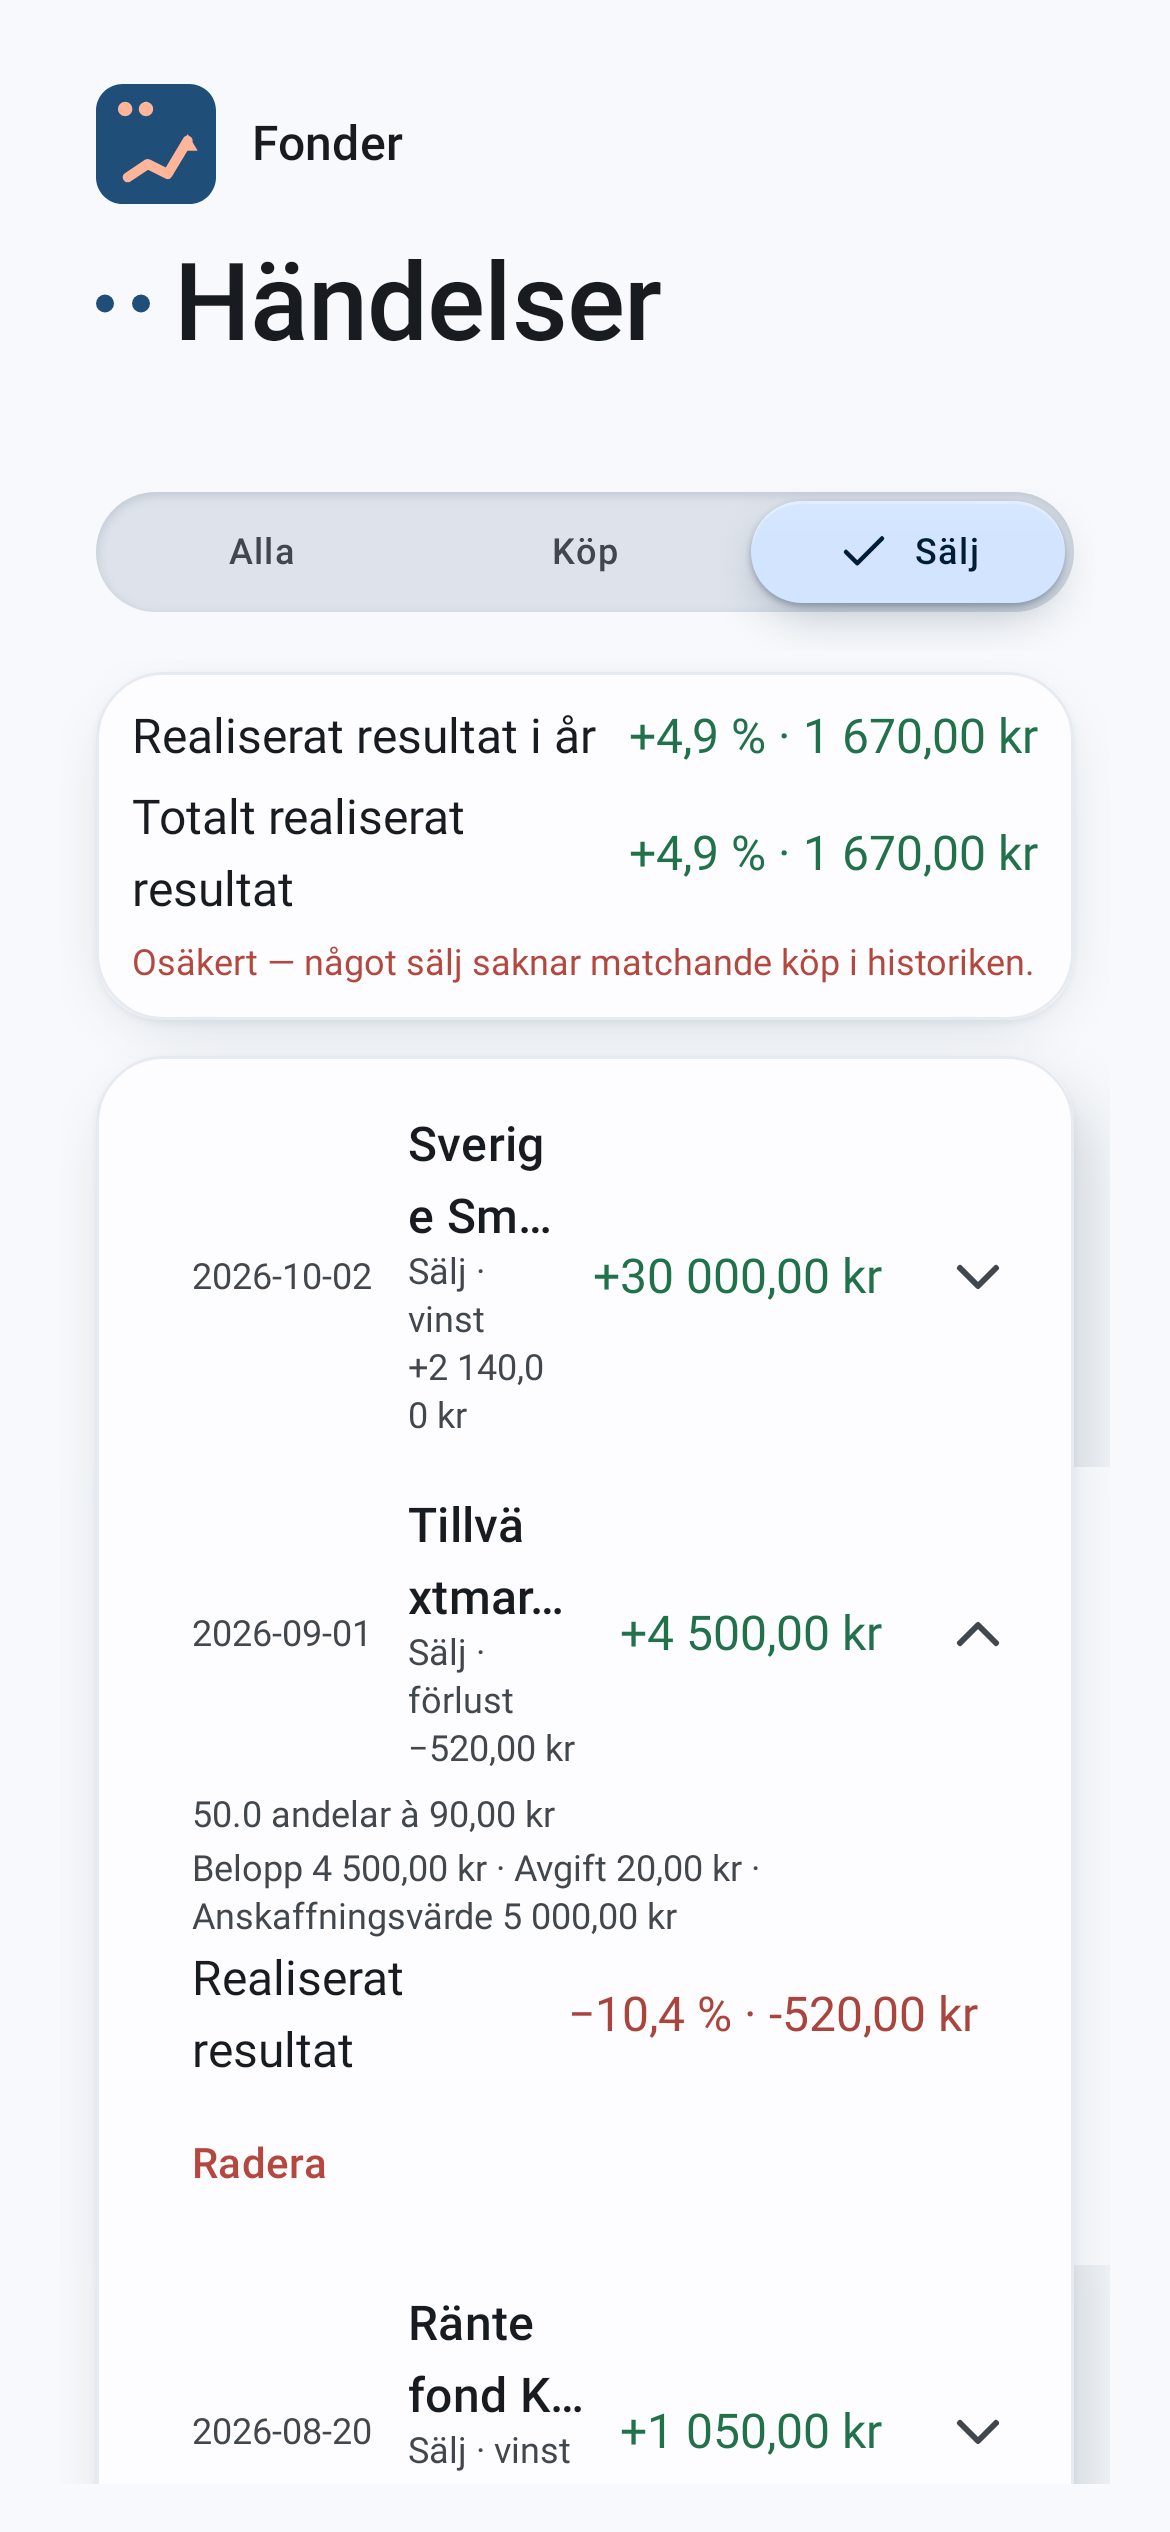 Fonder
Händelser
Alla
Köp
Sälj
Realiserat resultat i år +4,9 % · 1 670,00 kr
Totalt realiserat
resultat
+4,9 % · 1 670,00 kr
Osäkert — något sälj saknar matchande köp i historiken.
2026-10-02
Sverig
e Sm…
Sälj ·
vinst
+2 140,0
0 kr
+30 000,00 kr
2026-09-01
Tillvä
xtmar…
Sälj ·
förlust
−520,00 kr
+4 500,00 kr
50.0 andelar à 90,00 kr
Belopp 4 500,00 kr · Avgift 20,00 kr ·
Anskaffningsvärde 5 000,00 kr
Realiserat
resultat
−10,4 % · -520,00 kr
Radera
2026-08-20
Ränte
fond K…
Sälj · vinst
+1 050,00 kr